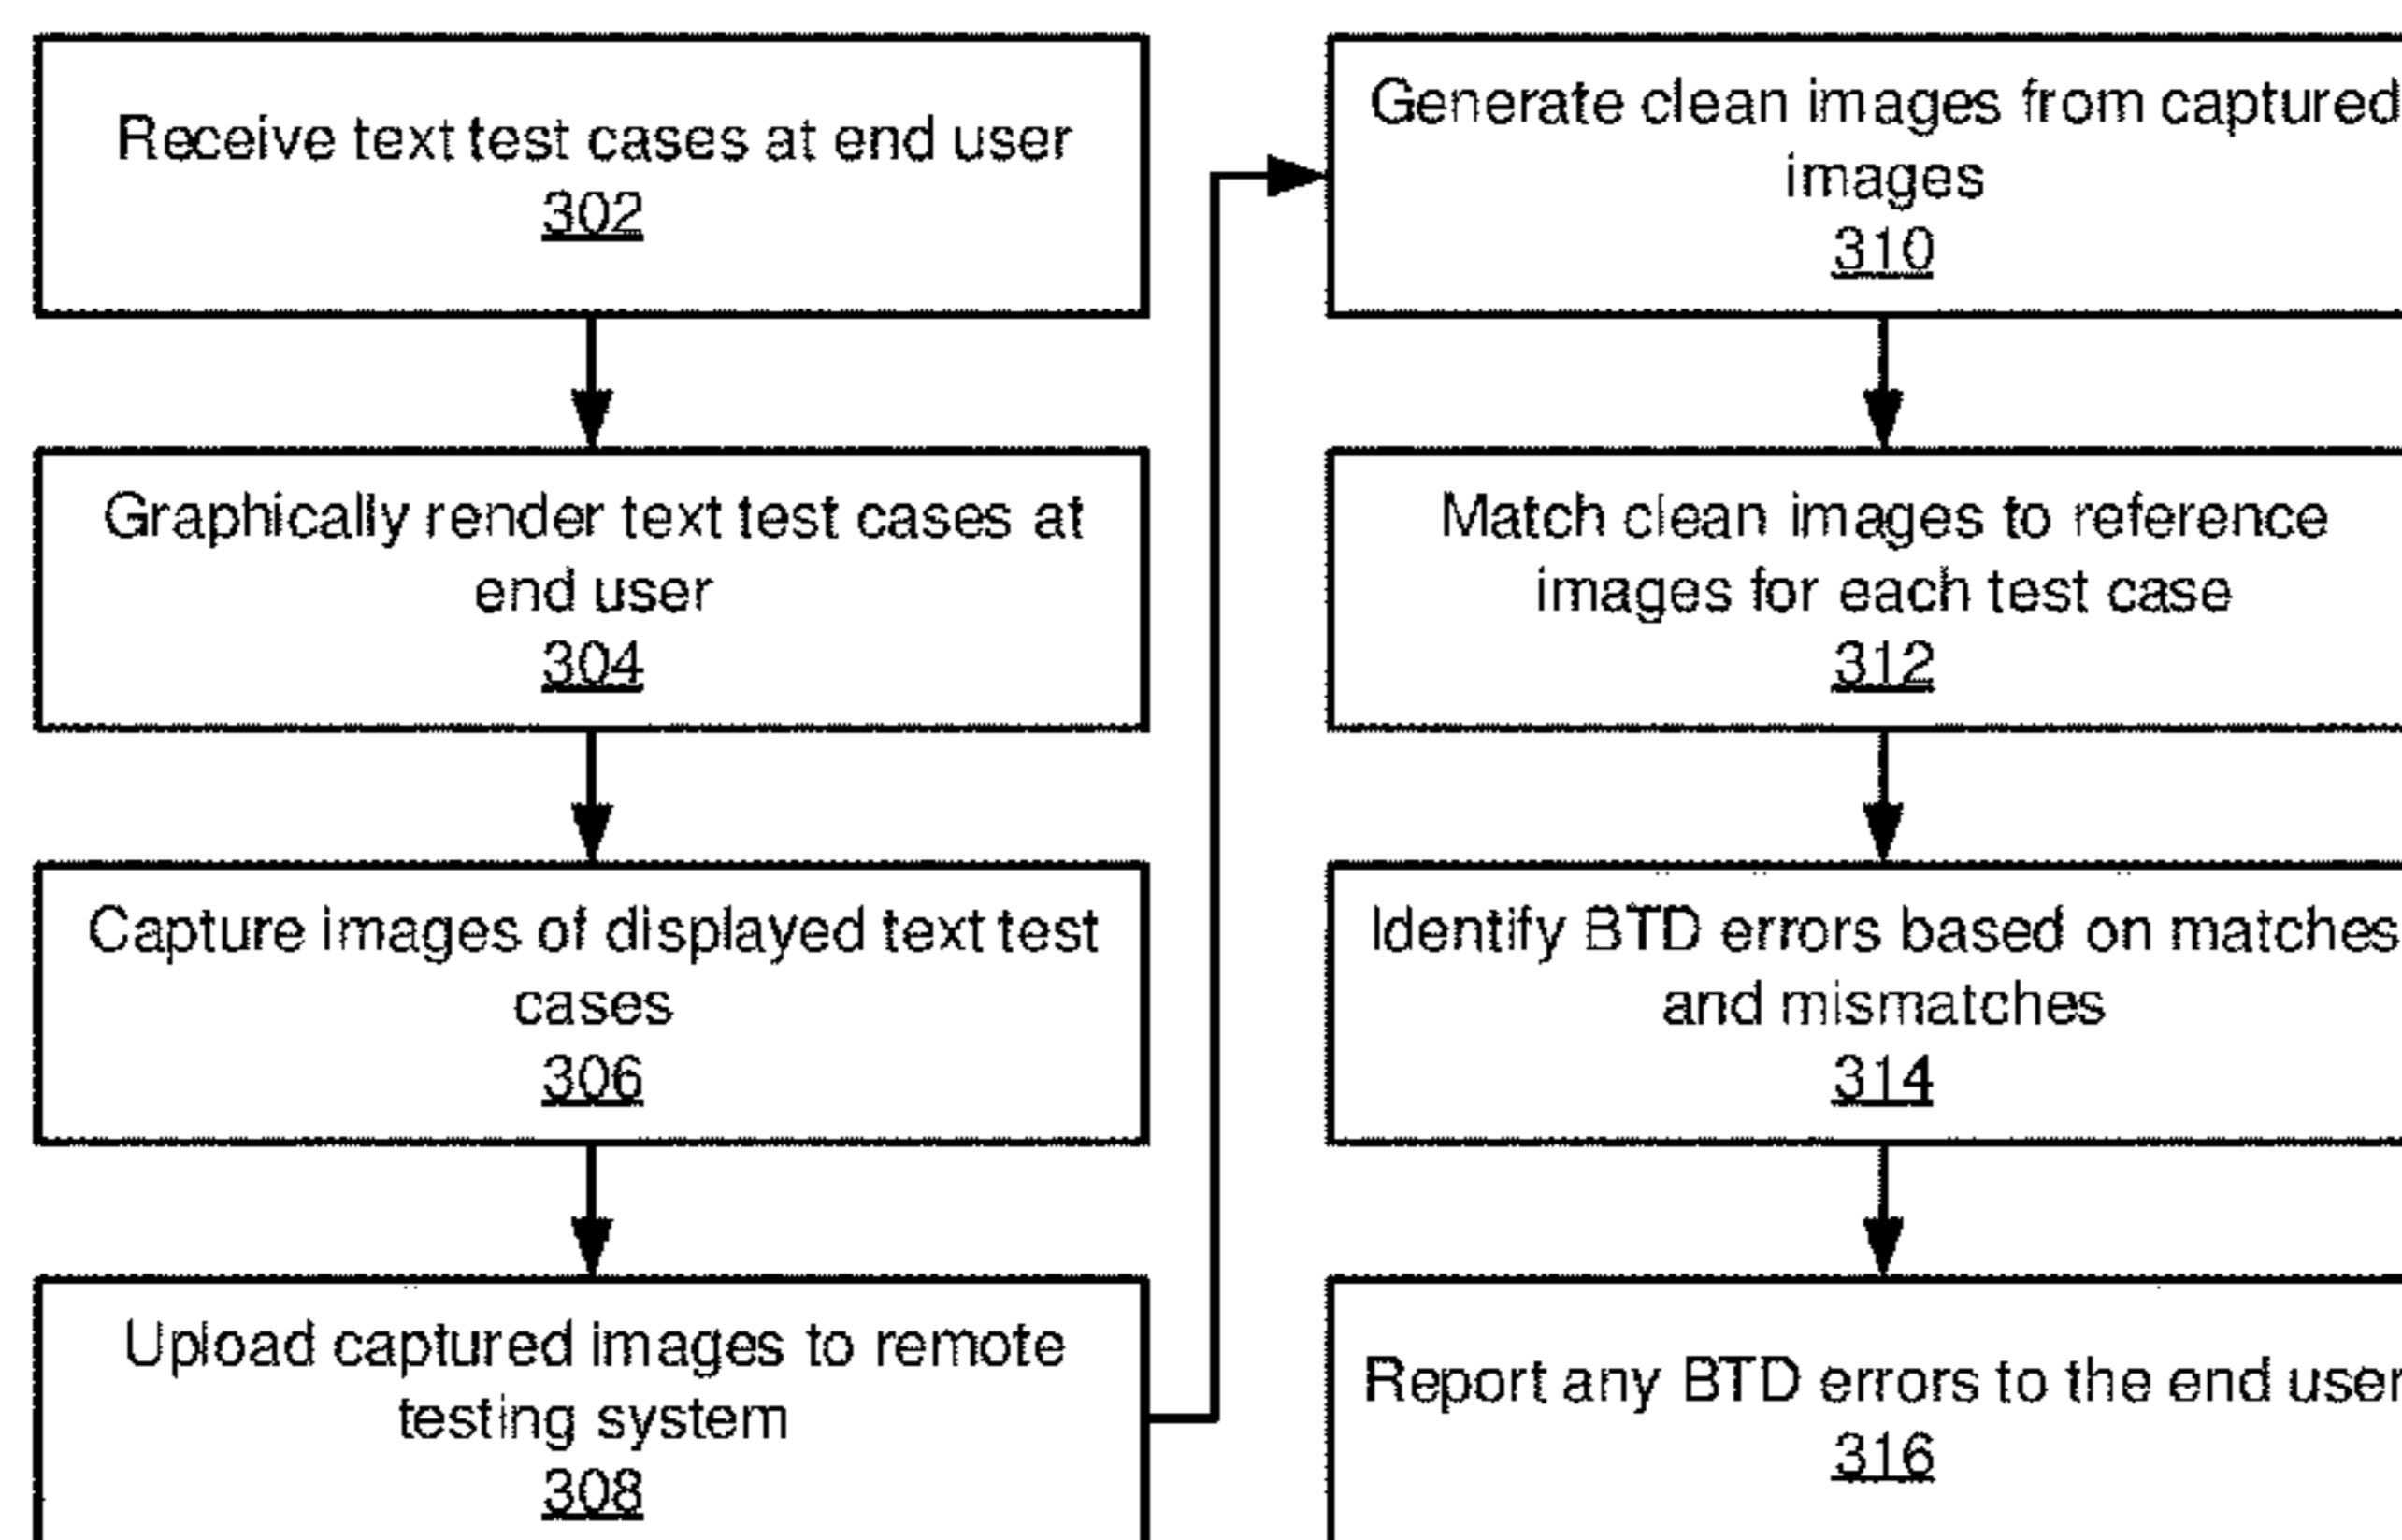 Receive text test cases at end user
302
Graphically render text test cases at
end user
304
Capture images of displayed text test
cases
306
Upload captured images to remote
testing system
308
Generate clean images from captured
images
310
Match clean images to reference
images for each test case
312
Identify BTD errors based on matches
and mismatches
314
Report any BTD errors to the end user
316